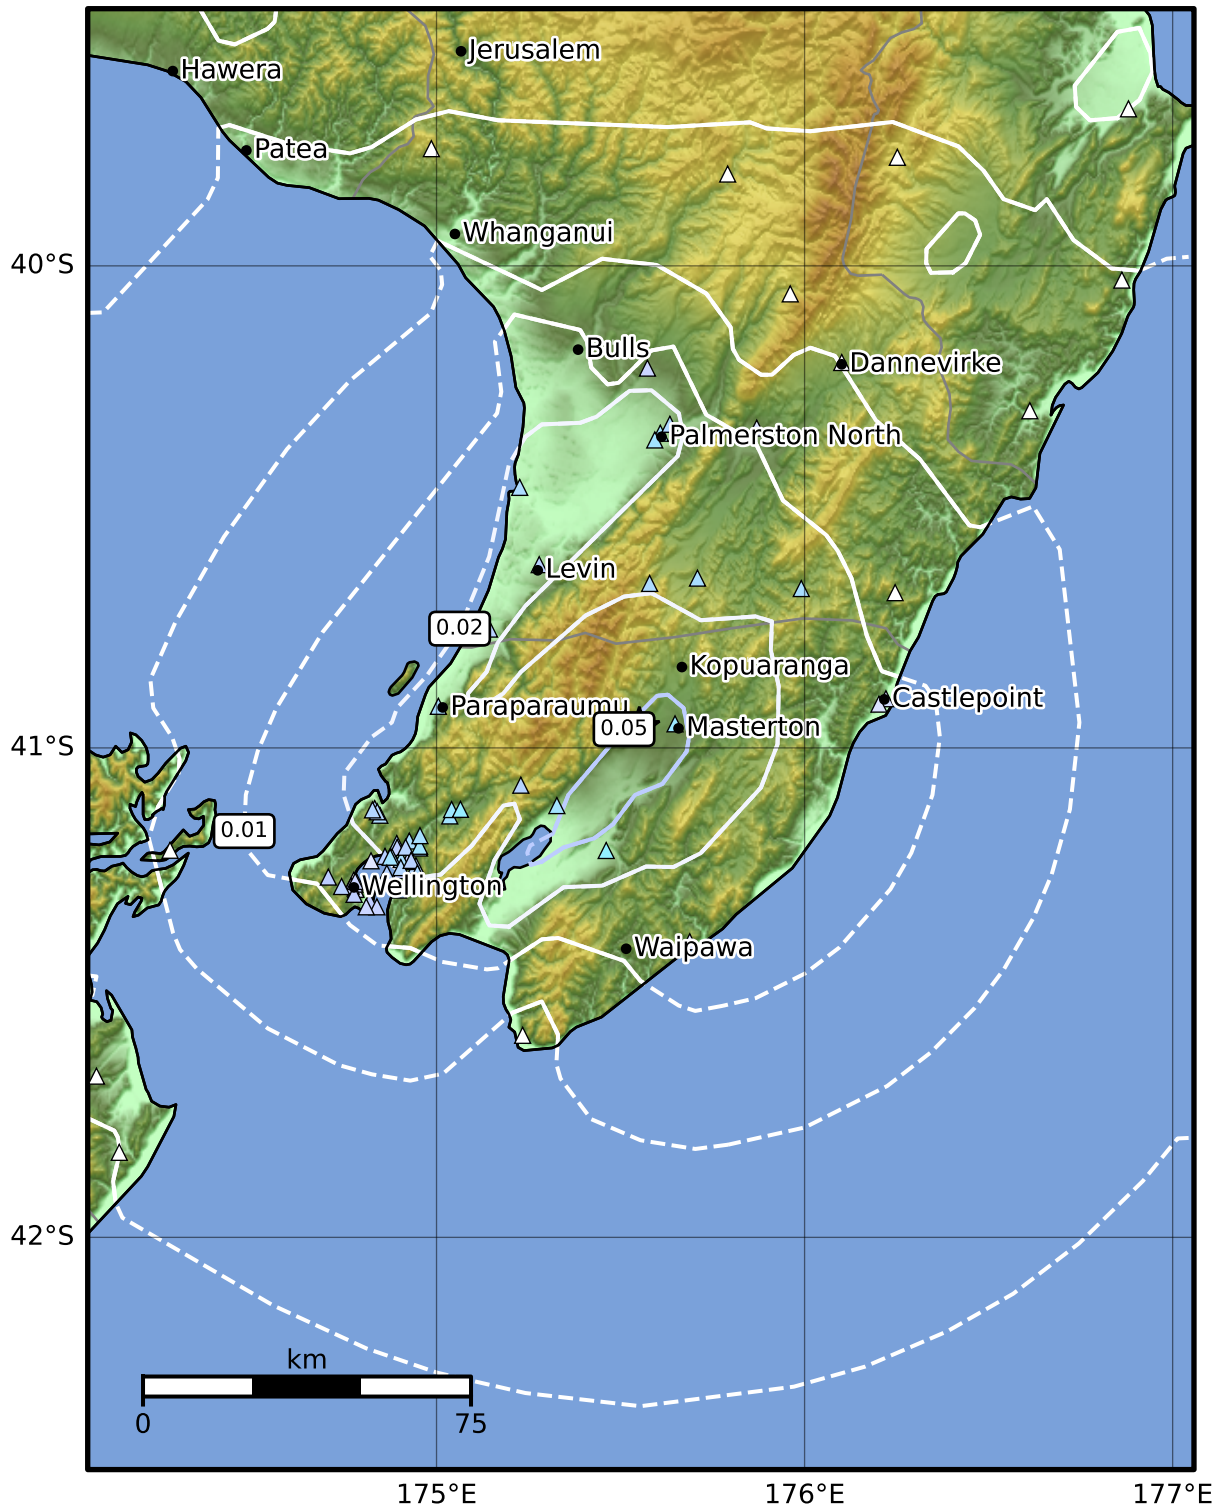 Jerusalem
Hawera
Patea
Whanganui
40°S
Bulls
Dannevirke
Palmerston North
Levin
0.02
Kopuaranga
Castlepoint
Paraparaumu
0.05
Masterton
41°S
0.01
Wellington
Waipawa
42°S
km
0
75
175°E
176°E
177°E